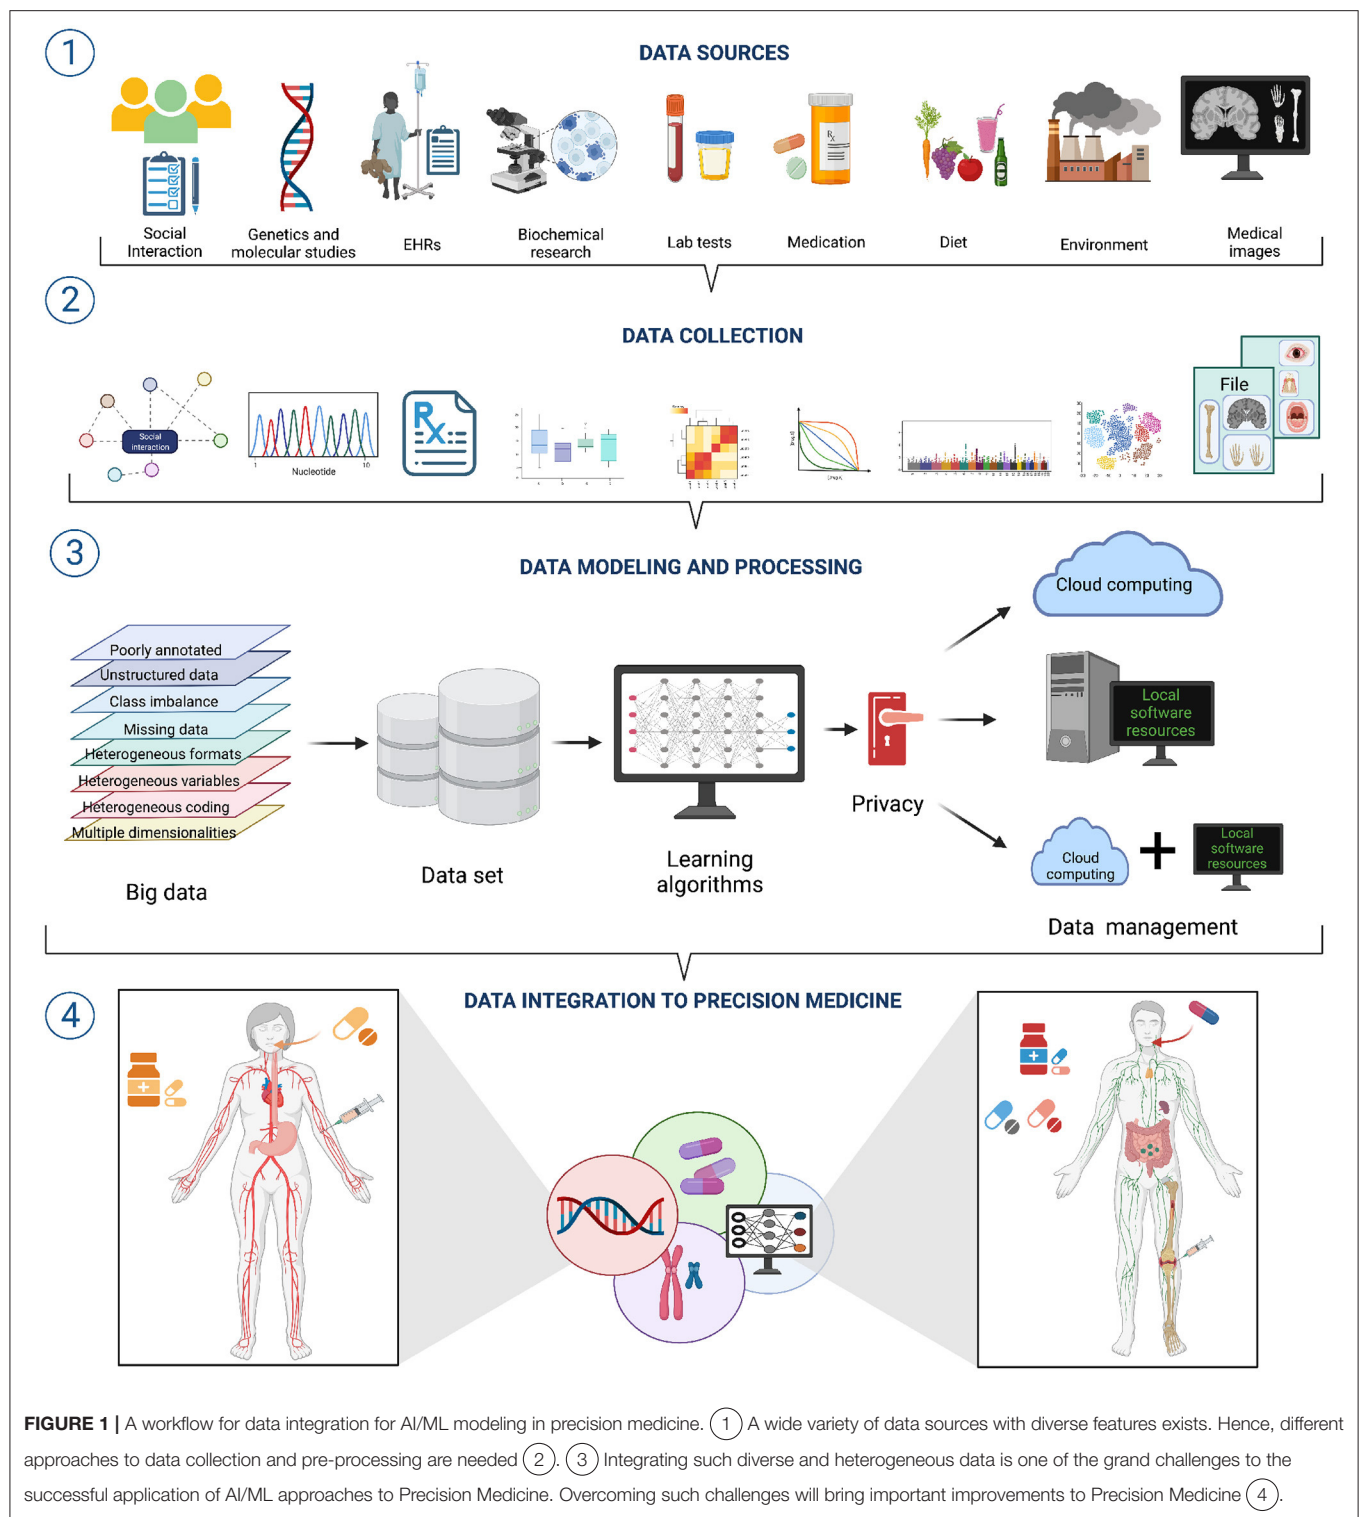 1
DATA SOURCES
Social
Interaction
Genetics and
molecular studies
EHRs
Biochemical
research
Lab tests
Rx
Medication
Diet
Environment
Medical
images
2
DATA COLLECTION
Social
interaction
1
10
Nucleotide
Rx
File
3
DATA MODELING AND PROCESSING
Poorly annotated
Unstructured data
Class imbalance
Missing data
Heterogeneous formats
Heterogeneous variables
Heterogeneous coding
Multiple dimensionalities
Big data
Data set
Learning
algorithms
Privacy
Cloud computing
Local
software
resources
Cloud
computing
+
Local
software
resources
Data management
4
DATA INTEGRATION TO PRECISION MEDICINE
FIGURE 1 | A workflow for data integration for AI/ML modeling in precision medicine. 1 A wide variety of data sources with diverse features exists. Hence, different
approaches to data collection and pre-processing are needed 2. 3 Integrating such diverse and heterogeneous data is one of the grand challenges to the
successful application of AI/ML approaches to Precision Medicine. Overcoming such challenges will bring important improvements to Precision Medicine 4.